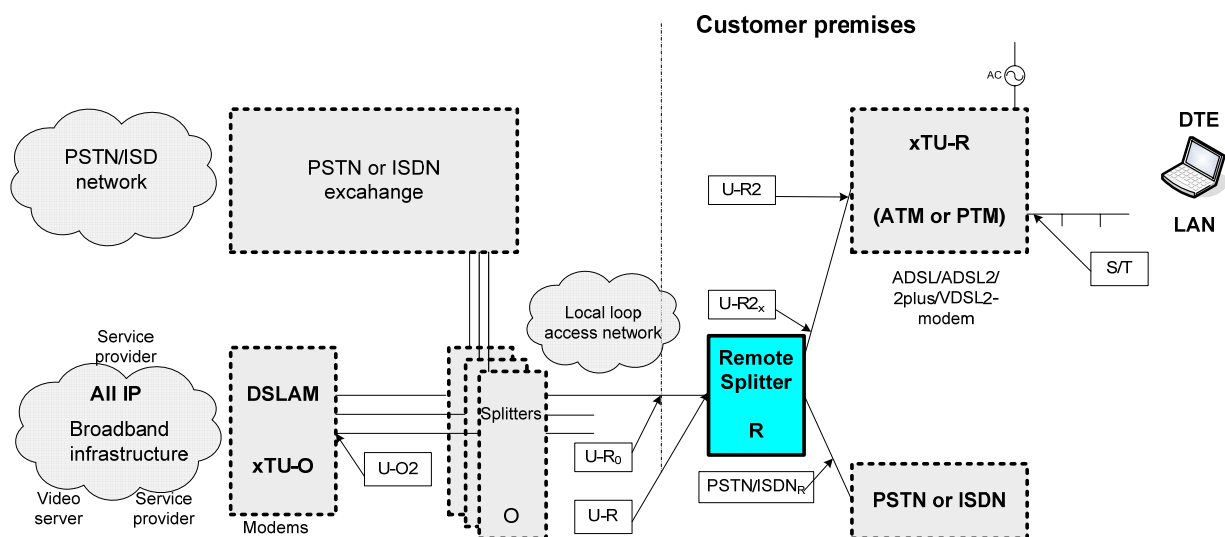 Customer premises
AC
PSTN/ISD
network
PSTN or ISDN
excahange
xTU-R
(ATM or PTM)
DTE
LAN
U-R2
S/T
ADSL/ADSL2/
2plus/VDSL2-
modem
Local loop
access network
U-R2x
Service
provider
All IP
Broadband
infrastructure
Video
server
Service
provider
DSLAM
xTU-O
Modems
U-O2
Splitters
O
U-R0
U-R
Remote
Splitter
R
PSTN/ISDNR
PSTN or ISDN